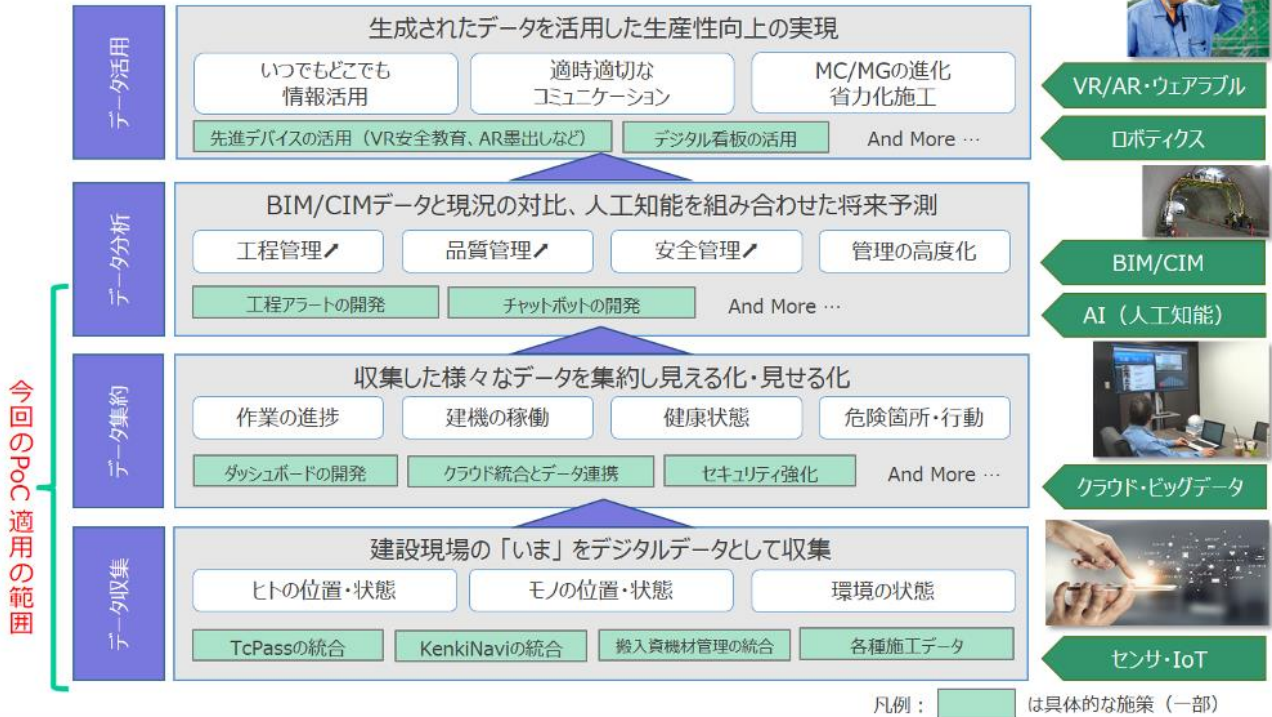 データ活用
生成されたデータを活用した生産性向上の実現
いつでもどこでも
情報活用
適時適切な
コミュニケーション
MC/MGの進化
省力化施工
先進デバイスの活用（VR安全教育、AR墨出しなど）
デジタル看板の活用
And More …
VR/AR・ウェアラブル
ロボティクス
データ分析
BIM/CIMデータと現況の対比、人工知能を組み合わせた将来予測
工程管理⬈
品質管理⬈
安全管理⬈
管理の高度化
工程アラートの開発
チャットボットの開発
And More …
BIM/CIM
AI（人工知能）
今回のPoC 適用の範囲
データ集約
収集した様々なデータを集約し見える化・見せる化
作業の進捗
建機の稼働
健康状態
危険箇所・行動
ダッシュボードの開発
クラウド統合とデータ連携
セキュリティ強化
And More …
クラウド・ビッグデータ
データ収集
建設現場の「いま」をデジタルデータとして収集
ヒトの位置・状態
モノの位置・状態
環境の状態
TcPassの統合
KenkiNaviの統合
搬入資機材管理の統合
各種施工データ
センサ・IoT
凡例：
は具体的な施策（一部）